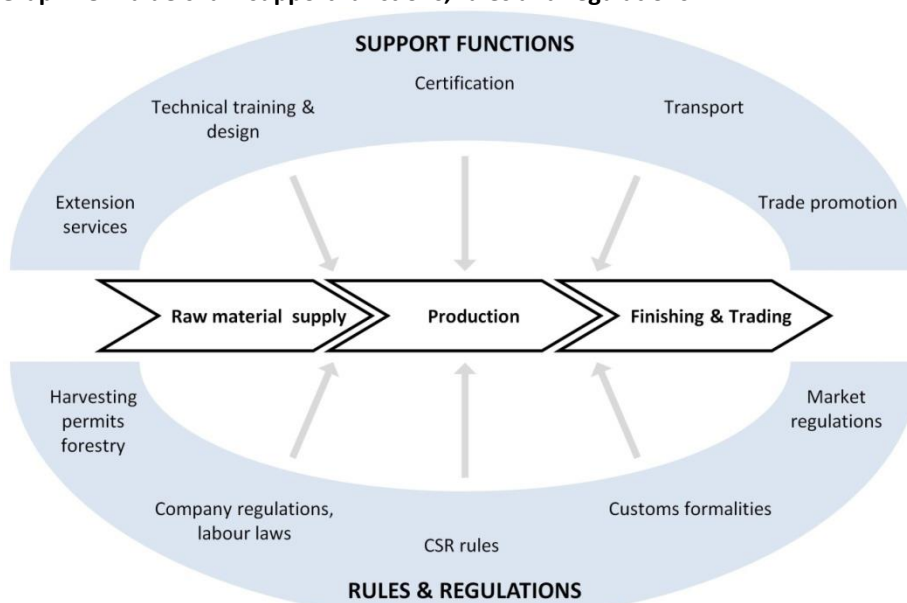 SUPPORT FUNCTIONS
Certification
Technical training &
design
Transport
Extension
services
Trade promotion
Raw material supply
Production
Finishing & Trading
Harvesting
permits
forestry
Market
regulations
Company regulations,
labour laws
Customs formalities
CSR rules
RULES & REGULATIONS